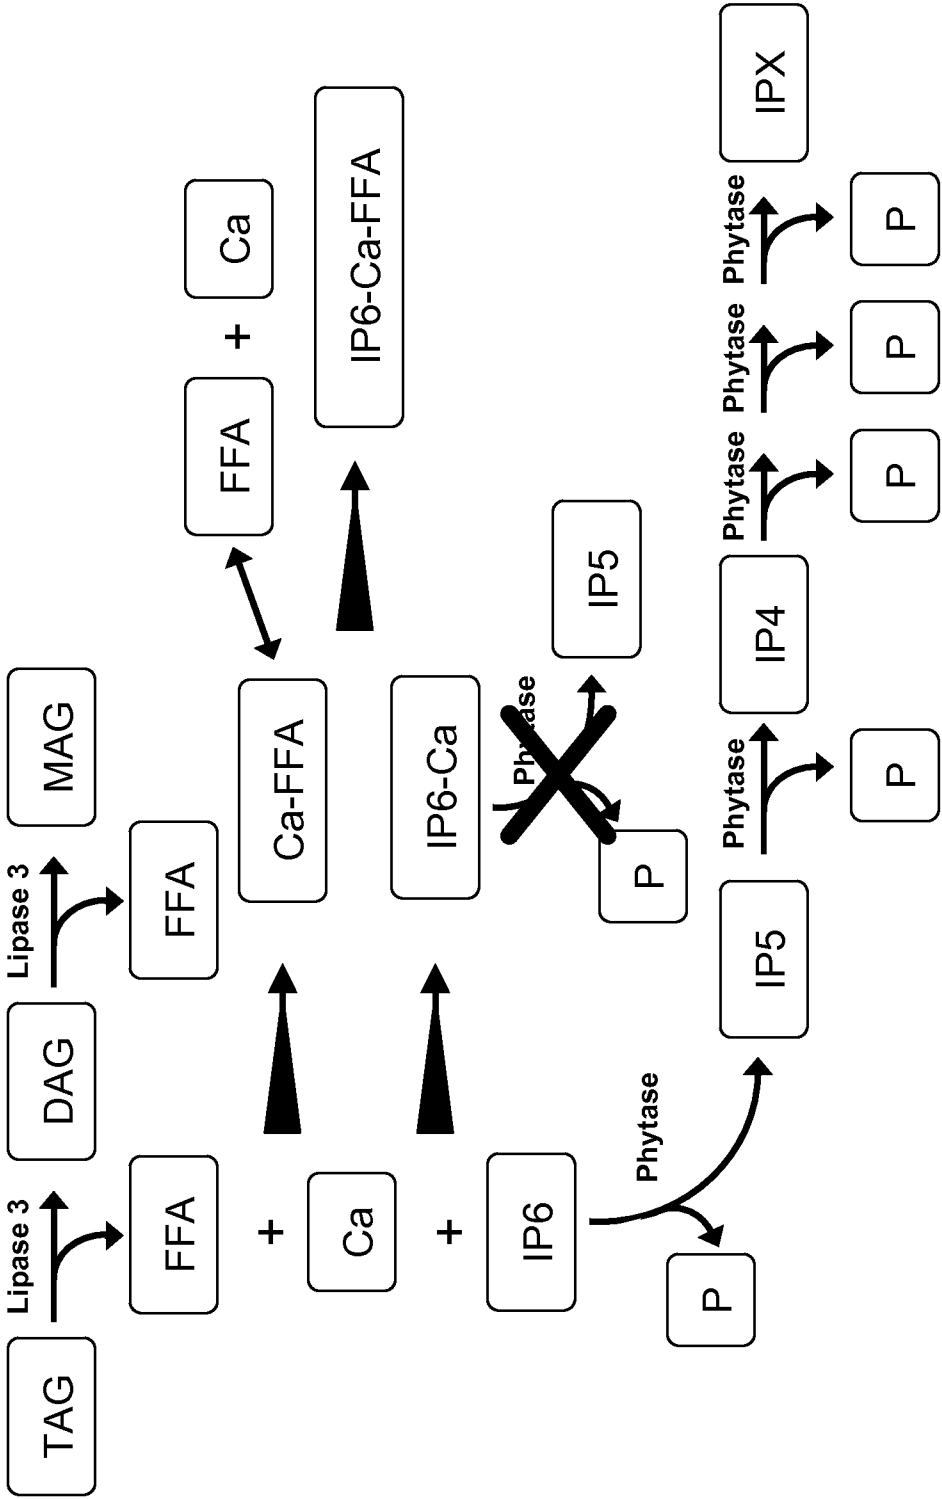 TAG
Lipase 3
DAG
Lipase 3
MAG
FFA
FFA
+
Ca
+
IP6
Ca-FFA
FFA
+
Ca
IP6-Ca
IP6-Ca-FFA
Phytase
P
IP5
Phytase
P
IP5
Phytase
P
IP4
Phytase
P
Phytase
P
Phytase
P
IPX